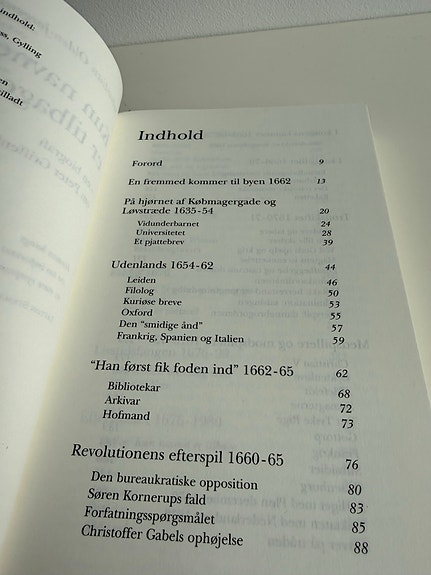 indhold:
ss, Gylling
Indhold
Forord 9
En fremmed kommer til byen 1662 13
På hjørnet af Købmagergade og
Løvstræde 1635-54 20
Vidunderbarnet 24
Universitetet 28
Et pjattebrev 39
Udenlands 1654-62 44
Leiden 46
Filolog 50
Kuriøse breve 53
Oxford 55
Den "smidige ånd" 57
Frankrig, Spanien og Italien 59
"Han først fik foden ind" 1662-65 62
Bibliotekar 68
Arkivar 72
Hofmand 73
Revolutionens efterspil 1660-65 76
Den bureaukratiske opposition 80
Søren Kornerups fald 83
Forfatningsspørgsmålet 85
Christoffer Gabels ophøjelse 88